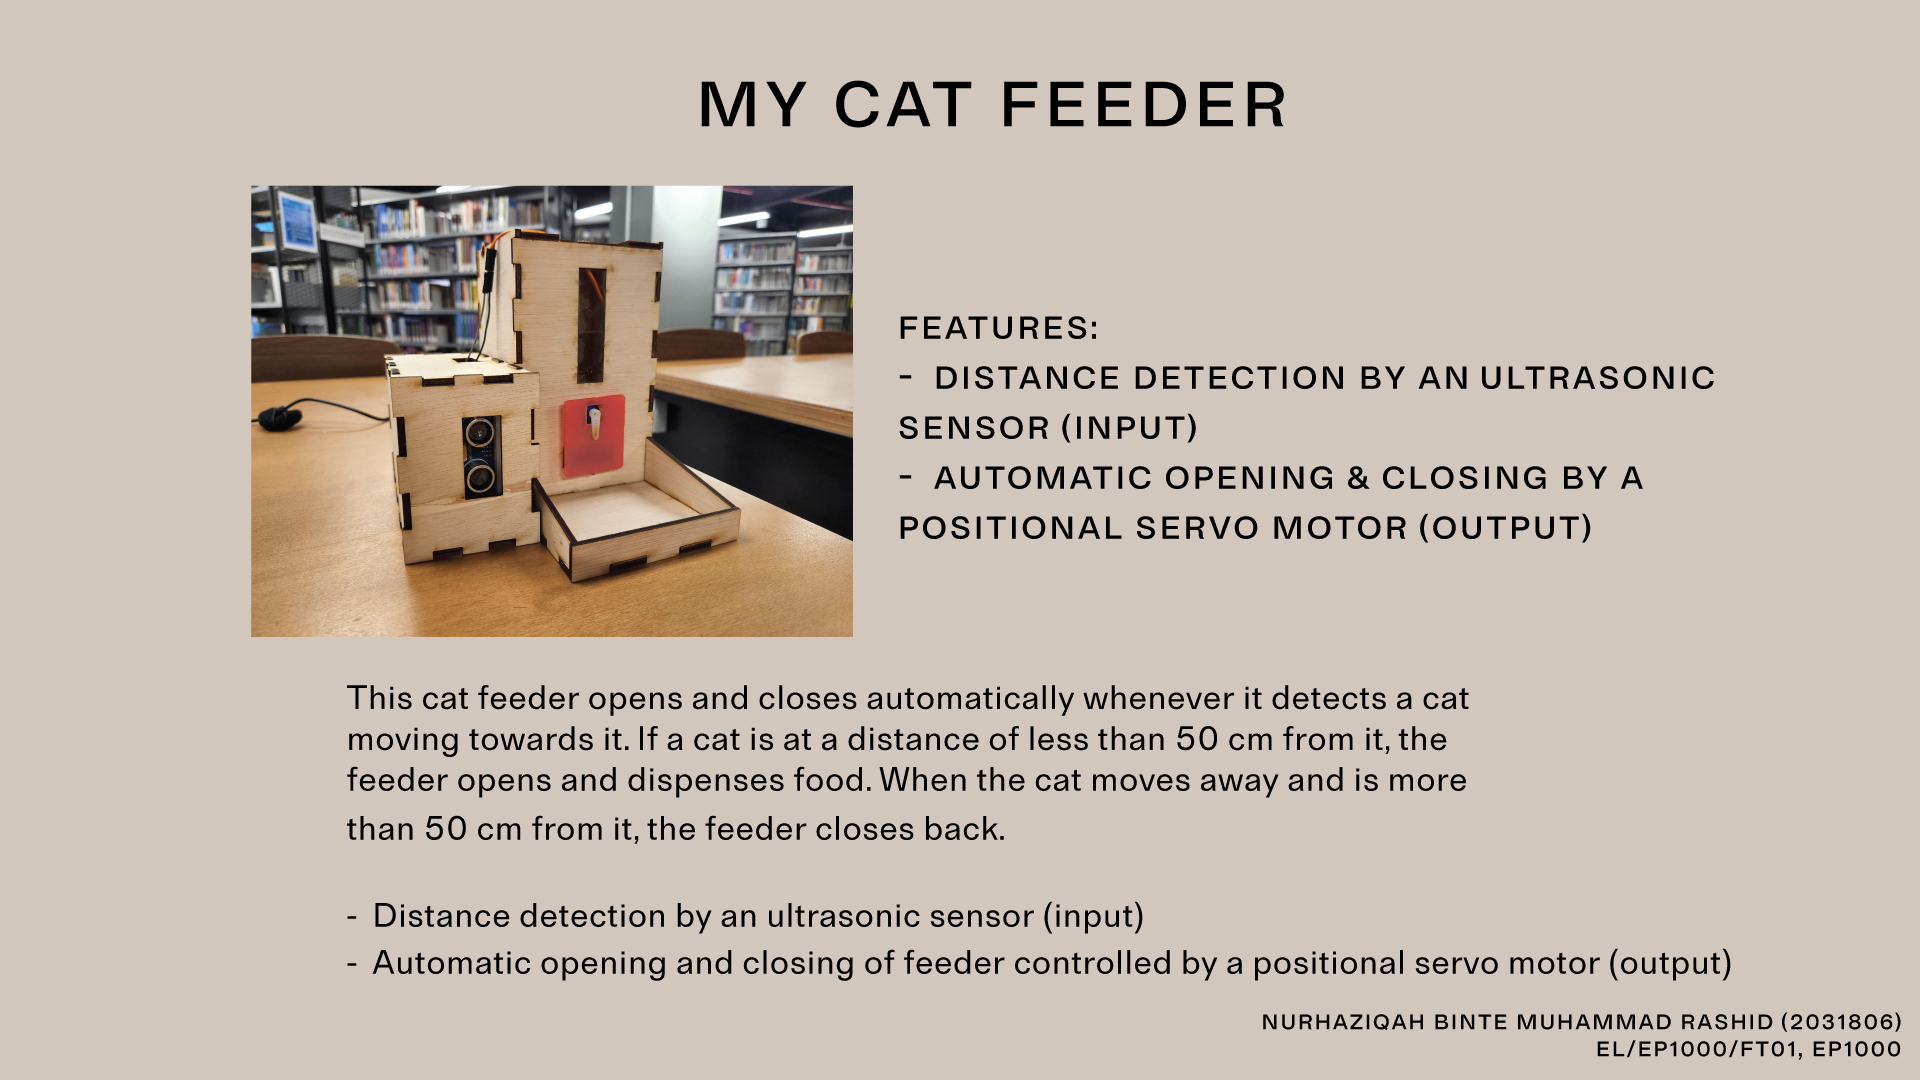 MY CAT FEEDER
FEATURES:
- DISTANCE DETECTION BY AN ULTRASONIC
SENSOR (INPUT)
- AUTOMATIC OPENING & CLOSING BY A
POSITIONAL SERVO MOTOR (OUTPUT)
This cat feeder opens and closes automatically whenever it detects a cat
moving towards it. If a cat is at a distance of less than 50 cm from it, the
feeder opens and dispenses food. When the cat moves away and is more
than 50 cm from it, the feeder closes back.
- Distance detection by an ultrasonic sensor (input)
- Automatic opening and closing of feeder controlled by a positional servo motor (output)
NURHAZIQAH BINTE MUHAMMAD RASHID (2031806)
EL/EP1000/FT01, EP1000